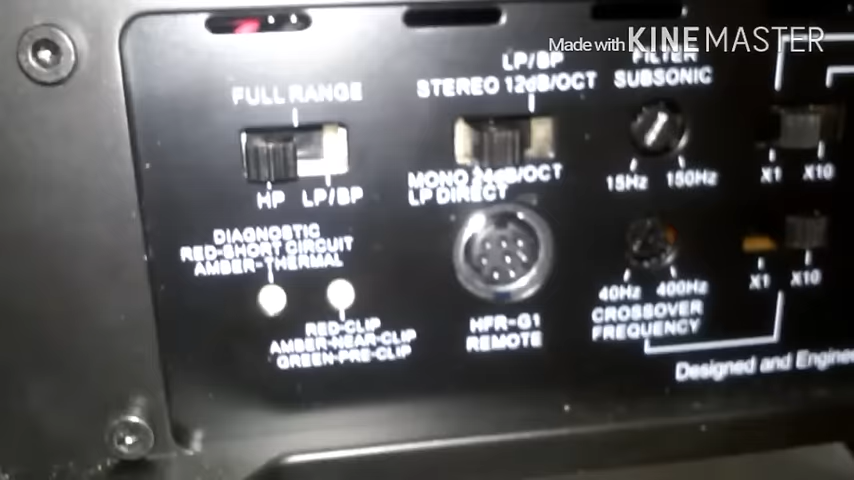 Made with KINEMASTER
FULL RANGE
HP LP/BP
LP/BP
STEREO 12dB/OCT
MONO 24dB/OCT
LP DIRECT
FILTER
SUBSONIC
15Hz 150Hz
X1 X10
DIAGNOSTIC
RED-SHORT CIRCUIT
AMBER-THERMAL
RED-CLIP
AMBER-NEAR-CLIP
GREEN-PRE-CLIP
HFR-G1
REMOTE
40Hz 400Hz
CROSSOVER
FREQUENCY
X1 X10
Designed and Enginee